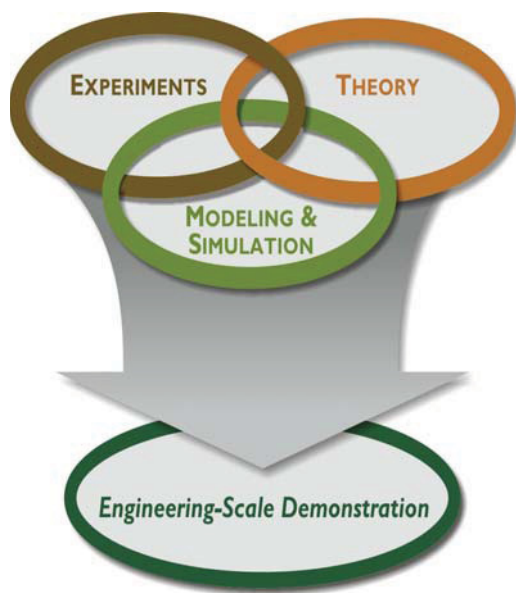 EXPERIMENTS
THEORY
MODELING &
SIMULATION
Engineering-Scale Demonstration